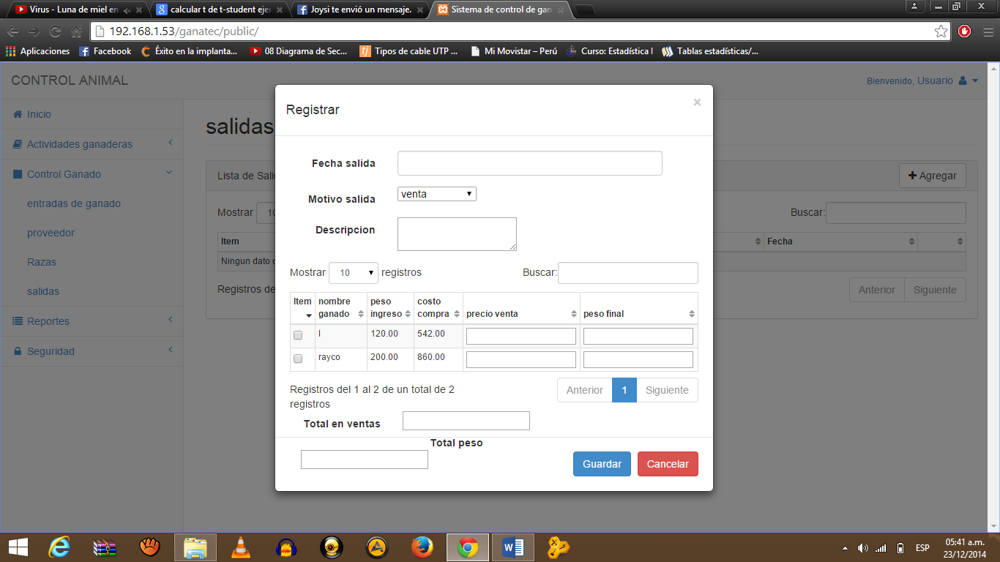 Virus - Luna de miel en
calcular t de t-student ejer
Joysi te envió un mensaje.
Sistema de control de gan
192.168.1.53/ganatec/public/
Aplicaciones
Facebook
Éxito en la implanta...
08 Diagrama de Sec...
Tipos de cable UTP ...
Mi Movistar – Perú
Curso: Estadística I
Tablas estadísticas/...
CONTROL ANIMAL
Bienvenido, Usuario
Inicio
Actividades ganaderas
Control Ganado
entradas de ganado
proveedor
Razas
salidas
Reportes
Seguridad
salidas
Lista de Sali
Agregar
Mostrar 10
Buscar:
Item
Fecha
Ningun dato d
Registros de
Anterior
Siguiente
Registrar
×
Fecha salida
Motivo salida
venta
Descripcion
Mostrar 10 registros
Buscar:
Item
nombre ganado
peso ingreso
costo compra
precio venta
peso final
l 120.00 542.00
rayco 200.00 860.00
Registros del 1 al 2 de un total de 2
registros
Anterior 1 Siguiente
Total en ventas
Total peso
Guardar
Cancelar
ESP
05:41 a.m.
23/12/2014